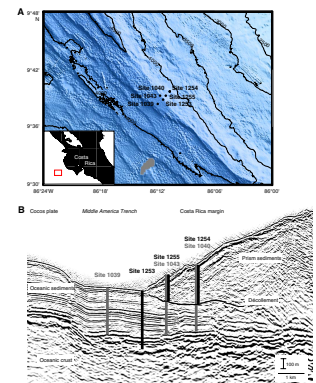 A
9°48'
N
9°42'
9°36'
9°30'
Site 1040
Site 1254
Site 1043
Site 1255
Site 1039
Site 1253
Costa
Rica
86°24'W
86°18'
86°12'
86°06'
86°00'
B
Cocos plate
Middle America Trench
Costa Rica margin
Site 1254
Site 1040
Site 1255
Site 1043
Site 1039
Site 1253
Prism sediments
Oceanic sediments
Décollement
Oceanic crust
100 m
1 km